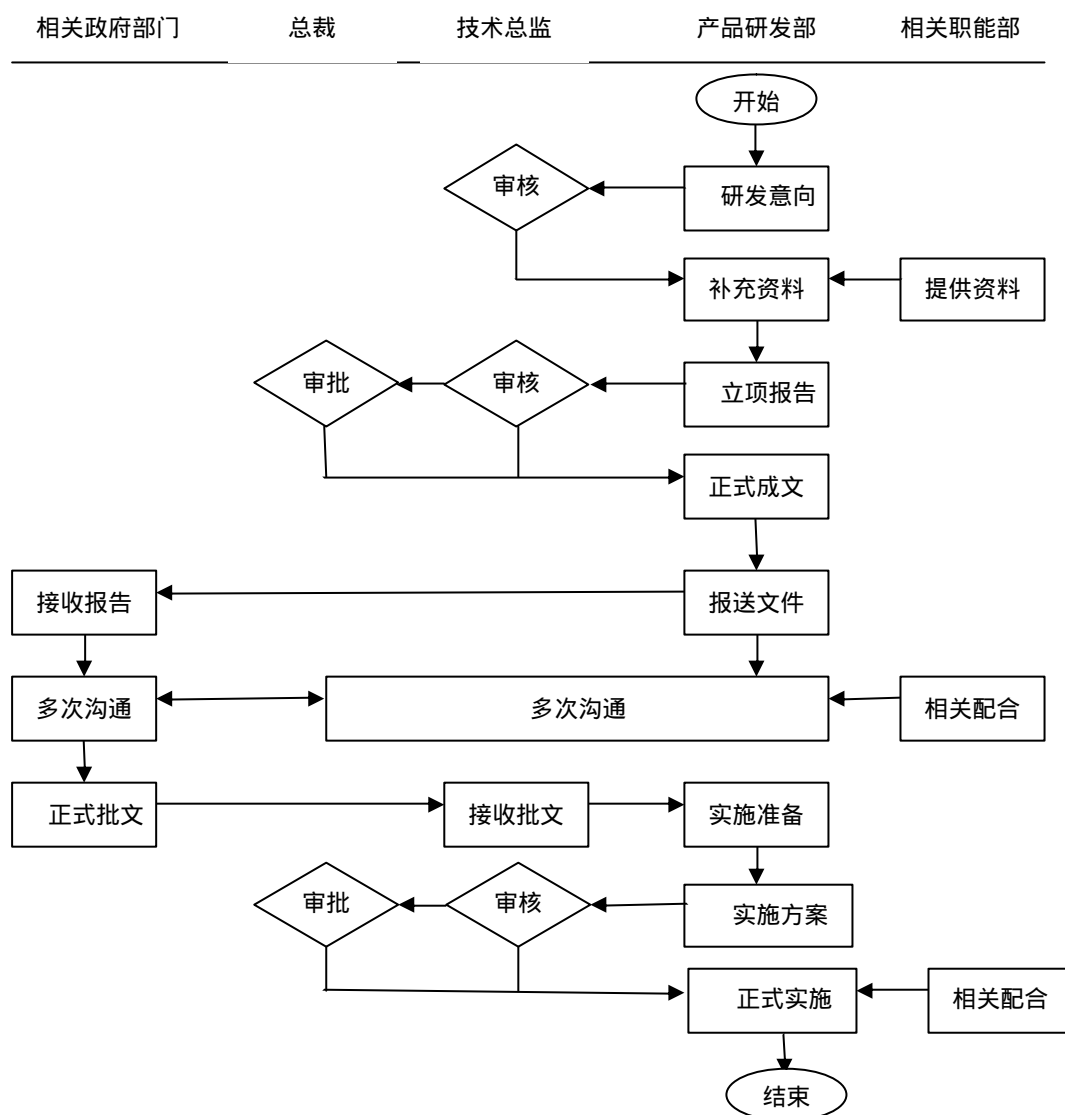 相关政府部门 总裁 技术总监 产品研发部 相关职能部
开始
审核 研发意向
补充资料 提供资料
审批 审核 立项报告
正式成文
接收报告 报送文件
多次沟通 多次沟通 相关配合
正式批文 接收批文 实施准备
审批 审核 实施方案
正式实施 相关配合
结束